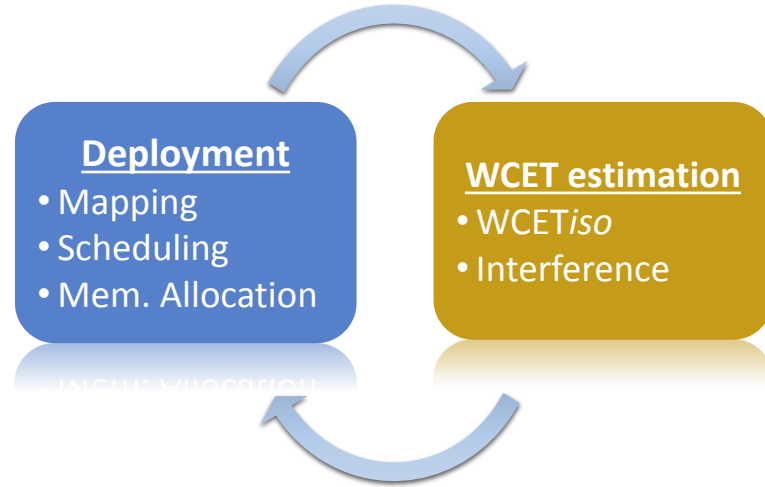 Deployment
• Mapping
• Scheduling
• Mem. Allocation
WCET estimation
• WCETiso
• Interference